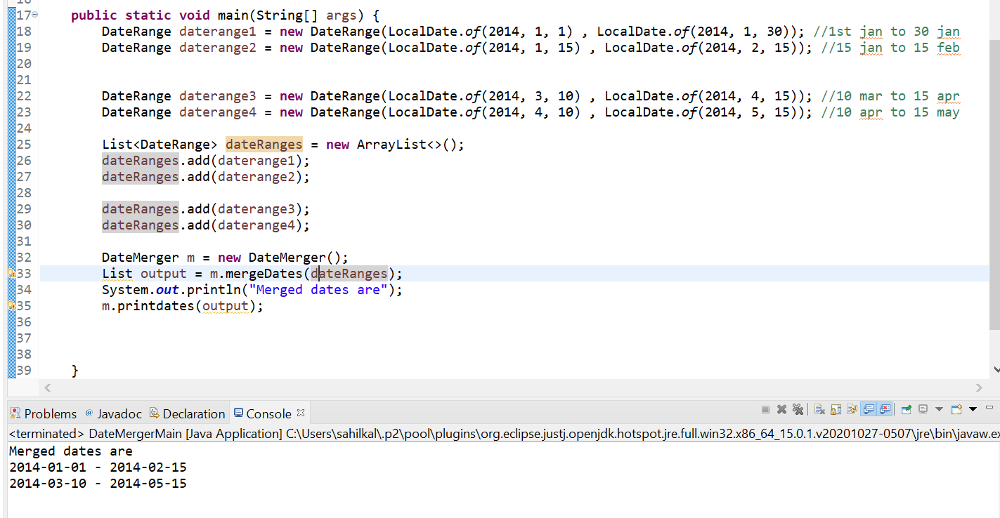 17 public static void main(String[] args) {
18 DateRange daterange1 = new DateRange(LocalDate.of(2014, 1, 1) , LocalDate.of(2014, 1, 30)); //1st jan to 30 jan
19 DateRange daterange2 = new DateRange(LocalDate.of(2014, 1, 15) , LocalDate.of(2014, 2, 15)); //15 jan to 15 feb
20
21
22 DateRange daterange3 = new DateRange(LocalDate.of(2014, 3, 10) , LocalDate.of(2014, 4, 15)); //10 mar to 15 apr
23 DateRange daterange4 = new DateRange(LocalDate.of(2014, 4, 10) , LocalDate.of(2014, 5, 15)); //10 apr to 15 may
24
25 List<DateRange> dateRanges = new ArrayList<>();
26 dateRanges.add(daterange1);
27 dateRanges.add(daterange2);
28
29 dateRanges.add(daterange3);
30 dateRanges.add(daterange4);
31
32 DateMerger m = new DateMerger();
33 List output = m.mergeDates(dateRanges);
34 System.out.println("Merged dates are");
35 m.printdates(output);
36
37
38
39 }
Problems @ Javadoc Declaration Console
<terminated> DateMergerMain [Java Application] C:\Users\sahilkal\.p2\pool\plugins\org.eclipse.justj.openjdk.hotspot.jre.full.win32.x86_64_15.0.1.v20201027-0507\jre\bin\javaw.ex
Merged dates are
2014-01-01 - 2014-02-15
2014-03-10 - 2014-05-15